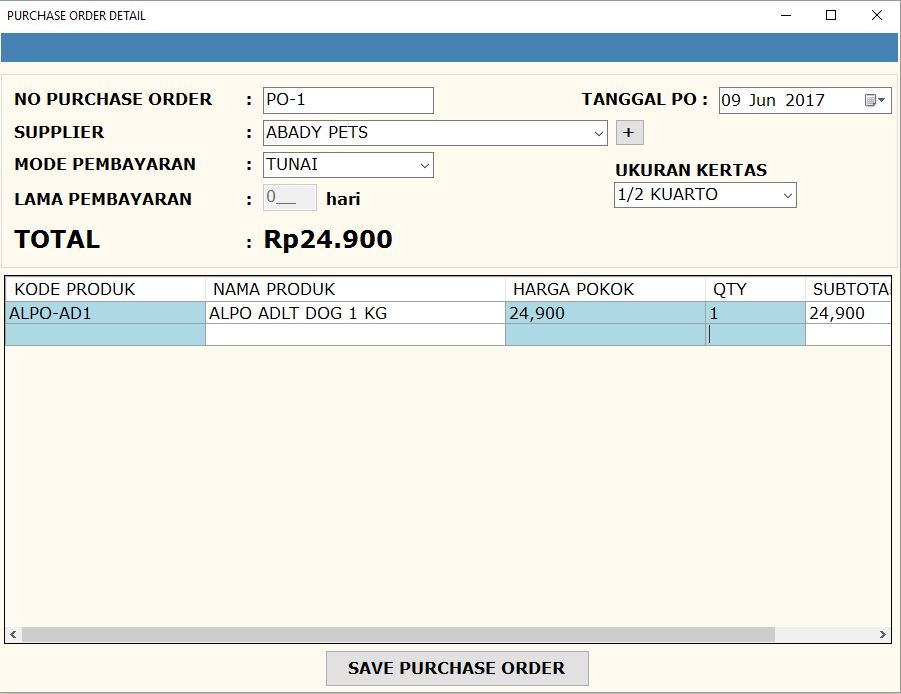 PURCHASE ORDER DETAIL
NO PURCHASE ORDER : PO-1 TANGGAL PO : 09 Jun 2017
SUPPLIER : ABADY PETS +
MODE PEMBAYARAN : TUNAI
UKURAN KERTAS
LAMA PEMBAYARAN : 0__ hari 1/2 KUARTO
TOTAL : Rp24.900
KODE PRODUK NAMA PRODUK HARGA POKOK QTY SUBTOTA
ALPO-AD1 ALPO ADLT DOG 1 KG 24,900 1 24,900
SAVE PURCHASE ORDER